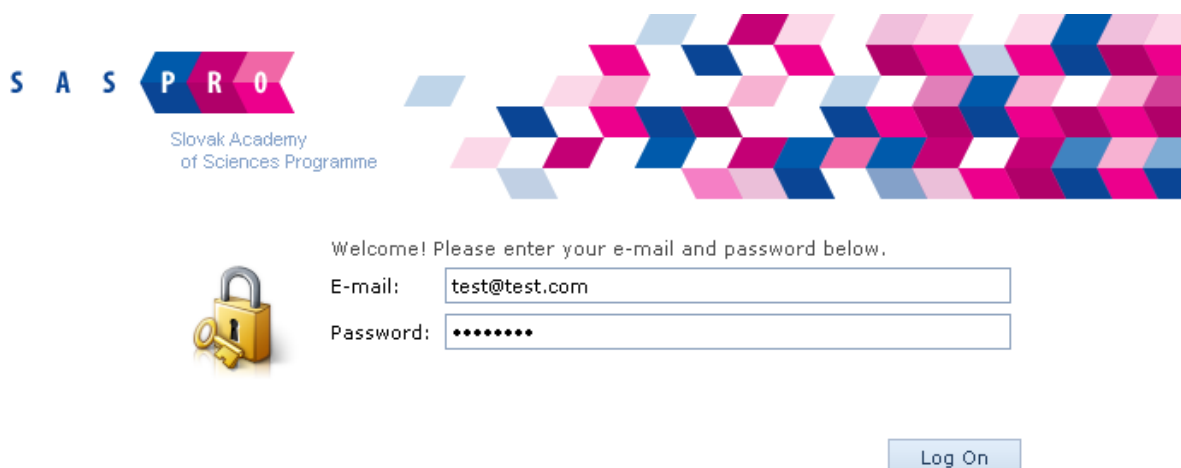 S A S P R O
Slovak Academy
of Sciences Programme
Welcome! Please enter your e-mail and password below.
E-mail: test@test.com
Password: ••••••••
Log On